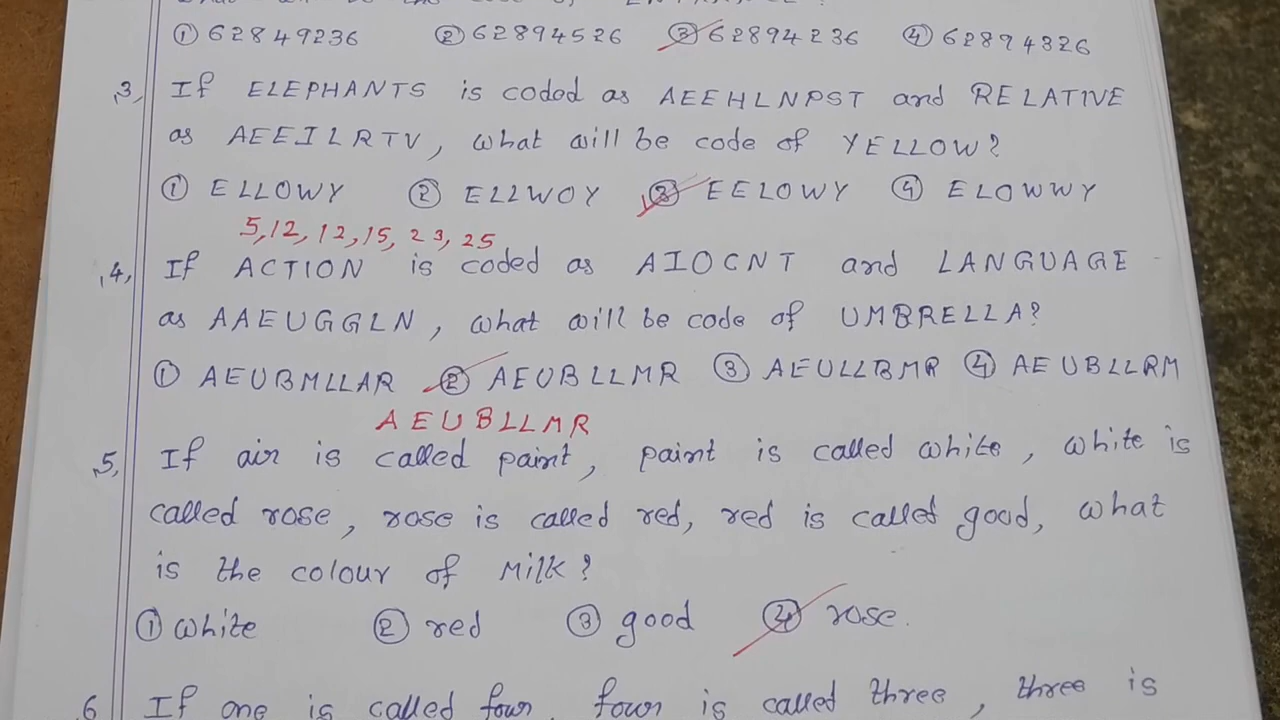 ① 62849236 ② 62894526 ③ 62894236 ④ 62894326
3, If ELEPHANTS is coded as AEEHLNPST and RELATIVE
as AEEILRTV, what will be code of YELLOW?
① ELLOWY ② ELLWOY ③ EELOWY ④ ELOWWY
5,12, 12,15, 23, 25
4, If ACTION is coded as AIOCNT and LANGUAGE
as AAEUGGLN, what will be code of UMBRELLA?
① AEUBMLLAR ② AEUBLLMR ③ AEULLBMR ④ AEUBLLRM
AEUBLLMR
5, If air is called paint, paint is called white, white is
called rose, rose is called red, red is called good, what
is the colour of Milk?
① white ② red ③ good ④ rose.
6 If one is called four, four is called three, three is